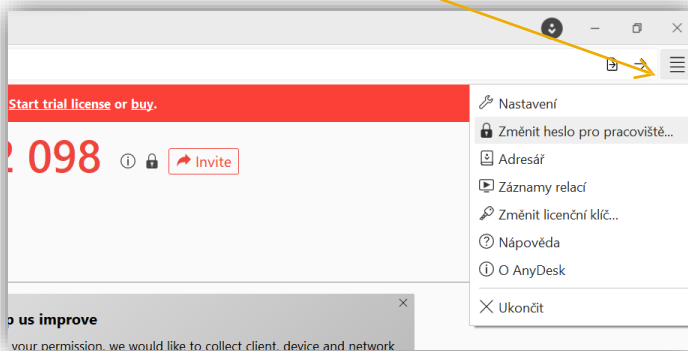 Start trial license or buy.
2 098
Invite
Nastavení
Změnit heslo pro pracoviště...
Adresář
Záznamy relací
Změnit licenční klíč...
Nápověda
O AnyDesk
Ukončit
us improve
your permission, we would like to collect client, device and network